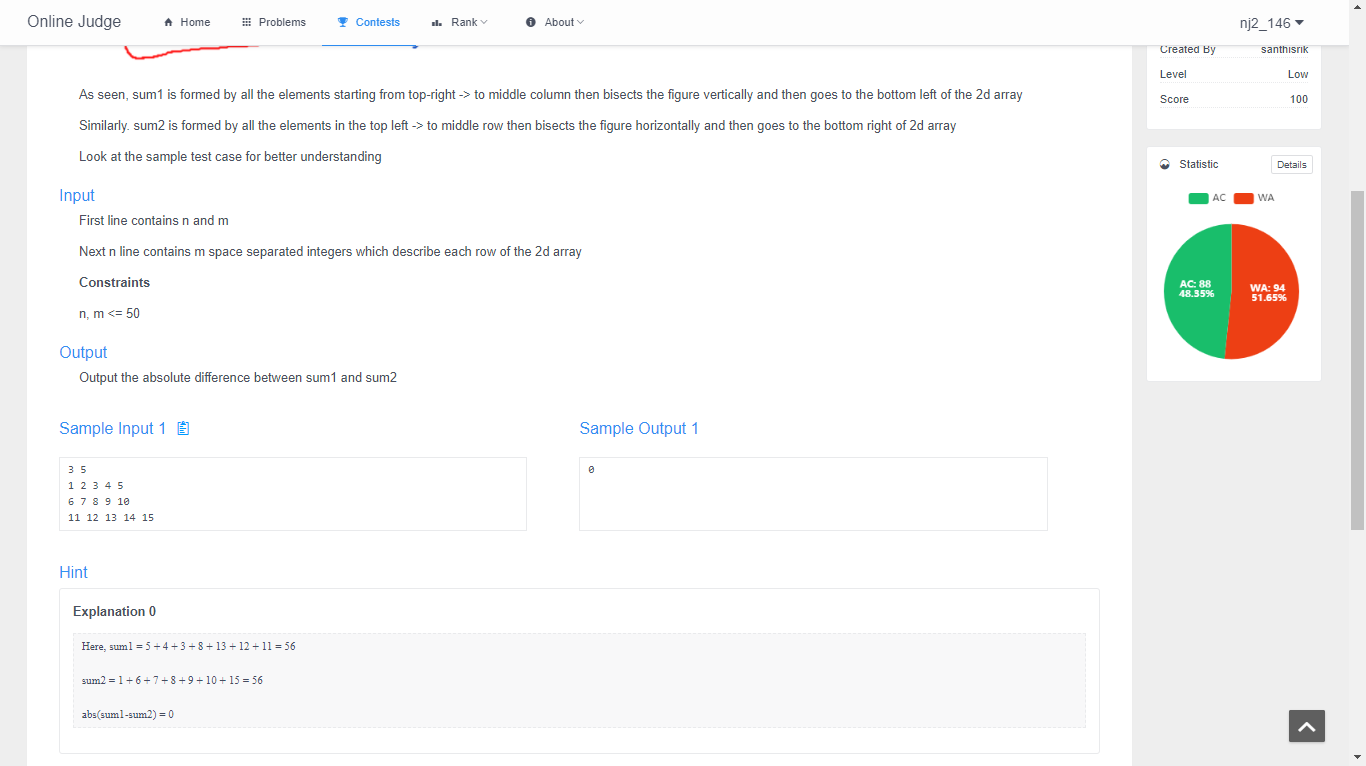 Online Judge
Home
Problems
Contests
Rank
About
nj2_146
As seen, sum1 is formed by all the elements starting from top-right -> to middle column then bisects the figure vertically and then goes to the bottom left of the 2d array
Similarly. sum2 is formed by all the elements in the top left -> to middle row then bisects the figure horizontally and then goes to the bottom right of 2d array
Look at the sample test case for better understanding
Input
First line contains n and m
Next n line contains m space separated integers which describe each row of the 2d array
Constraints
n, m <= 50
Output
Output the absolute difference between sum1 and sum2
Sample Input 1
3 5
1 2 3 4 5
6 7 8 9 10
11 12 13 14 15
Sample Output 1
0
Hint
Explanation 0
Here, sum1 = 5 + 4 + 3 + 8 + 13 + 12 + 11 = 56
sum2 = 1 + 6 + 7 + 8 + 9 + 10 + 15 = 56
abs(sum1-sum2) = 0
Created By santhisrik
Level Low
Score 100
Statistic
Details
AC WA
AC: 88
48.35%
WA: 94
51.65%